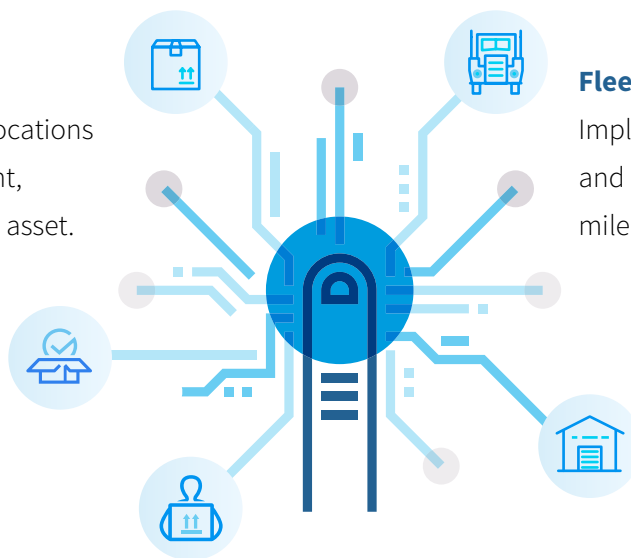 ocations
nt,
asset.
Flee
Impl
and
mile